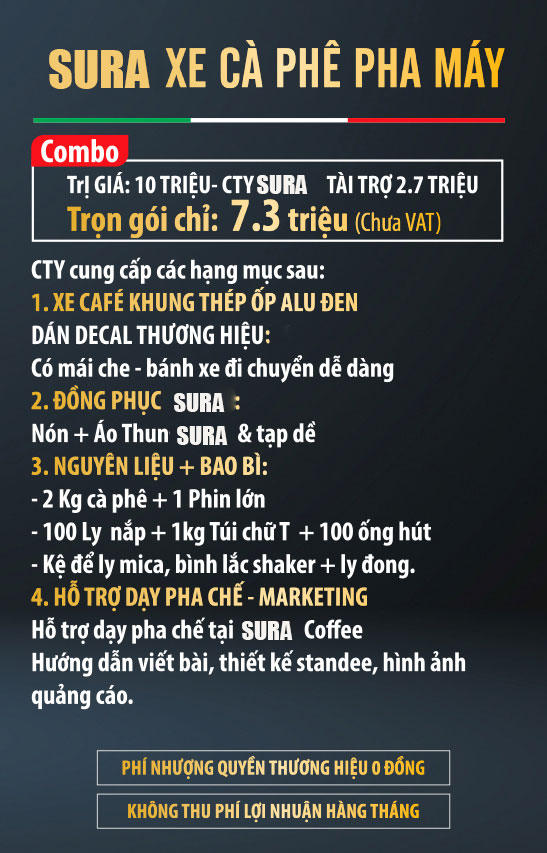 SURA XE CÀ PHÊ PHA MÁY
Combo
TrỊ GIÁ: 10 TRIỆU- CTY SURA TÀI TRỢ 2.7 TRIỆU
Trọn gói chỉ: 7.3 triệu (Chưa VAT)
CTY cung cấp các hạng mục sau:
1. XE CAFÉ KHUNG THÉP ỐP ALU ĐEN
DÁN DECAL THƯƠNG HIỆU:
Có mái che - bánh xe đi chuyển dễ dàng
2. ĐỒNG PHỤC SURA :
Nón + Áo Thun SURA & tạp dề
3. NGUYÊN LIỆU + BAO BÌ:
- 2 Kg cà phê + 1 Phin lớn
- 100 Ly nắp + 1kg Túi chữ T + 100 ống hút
- Kệ để ly mica, bình lắc shaker + ly đong.
4. HỖ TRỢ DẠY PHA CHẾ - MARKETING
Hỗ trợ dạy pha chế tại SURA Coffee
Hướng dẫn viết bài, thiết kế standee, hình ảnh
quảng cáo.
PHÍ NHƯỢNG QUYỀN THƯƠNG HIỆU 0 ĐỒNG
KHÔNG THU PHÍ LỢI NHUẬN HÀNG THÁNG